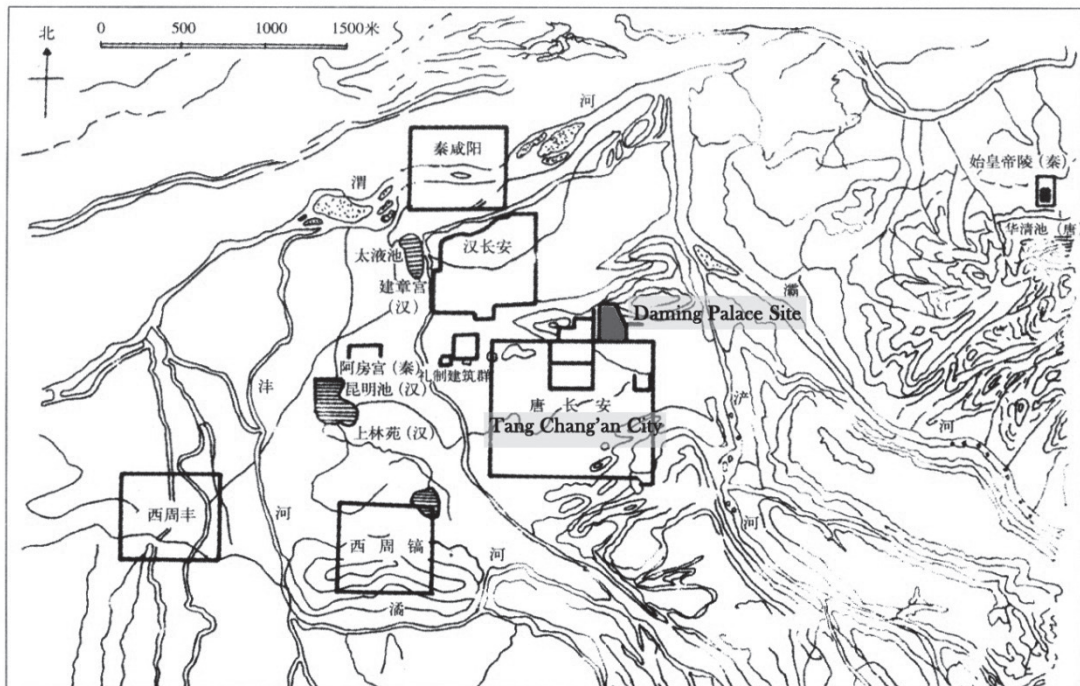 北
0 500 1000 1500米
河
秦咸阳
始皇帝陵（秦）
渭
华清池（唐）
汉长安
太液池
建章宫
（汉）
灞
Daming Palace Site
阿房宫（秦）
礼制建筑群
沣
昆明池（汉）
浐
唐 长 安
Tang Chang'an City
上林苑（汉）
河
西周丰
河
河
西 周 镐
河
潏